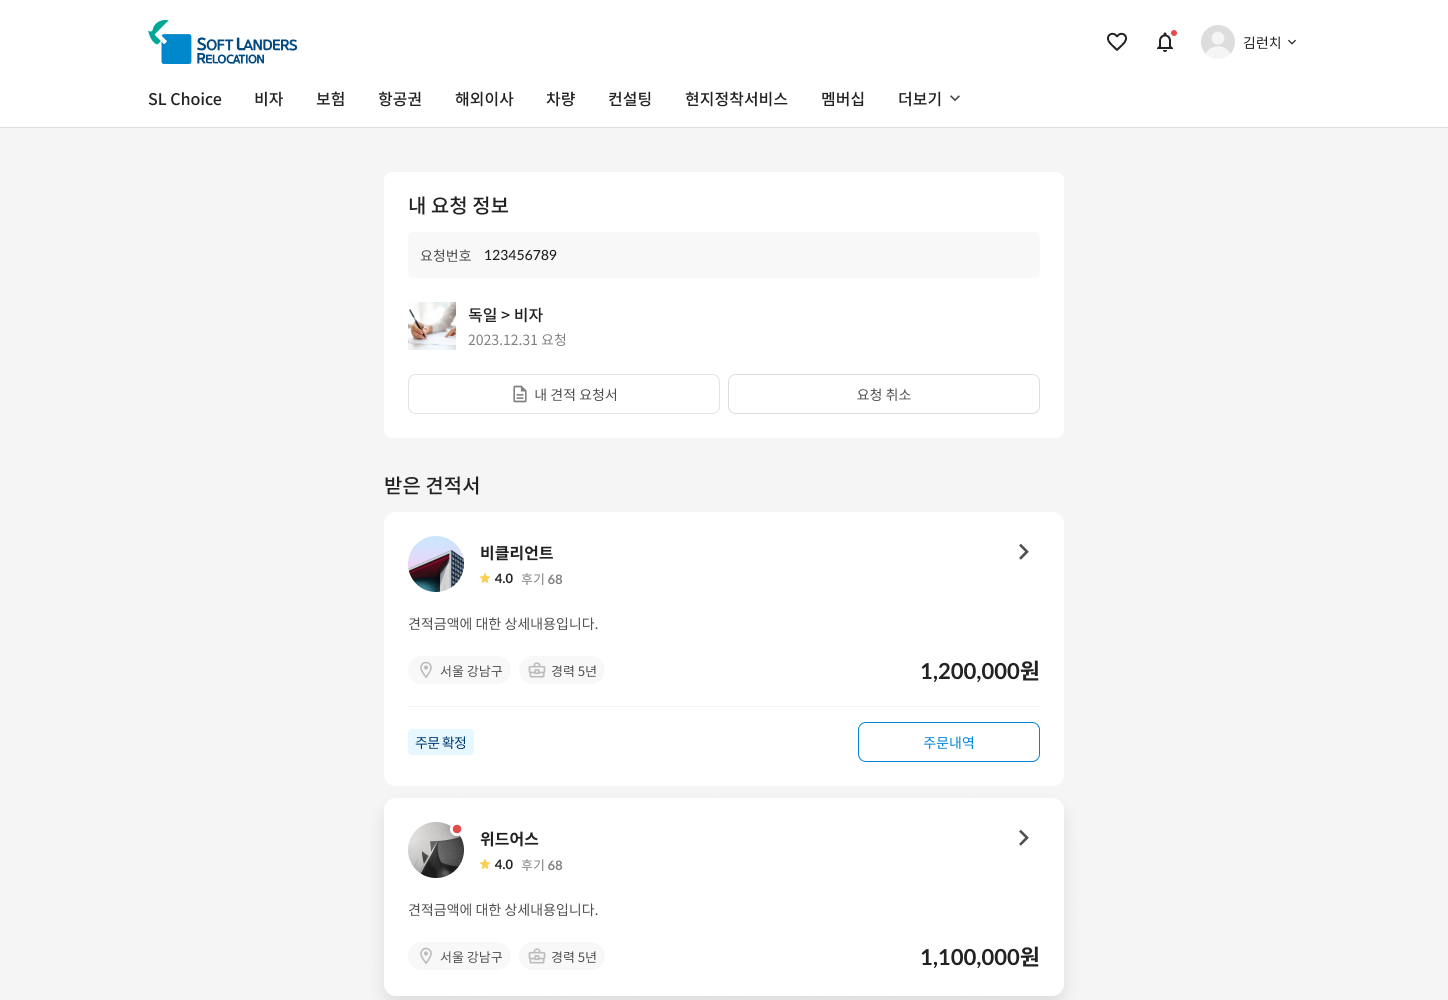 SOFT LANDERS
RELOCATION
김런치
SL Choice 비자 보험 항공권 해외이사 차량 컨설팅 현지정착서비스 멤버십 더보기
내 요청 정보
요청번호 123456789
독일 > 비자
2023.12.31 요청
내 견적 요청서 요청 취소
받은 견적서
비클리언트
4.0 후기 68
견적금액에 대한 상세내용입니다.
서울 강남구 경력 5년 1,200,000원
주문 확정 주문내역
위드어스
4.0 후기 68
견적금액에 대한 상세내용입니다.
서울 강남구 경력 5년 1,100,000원